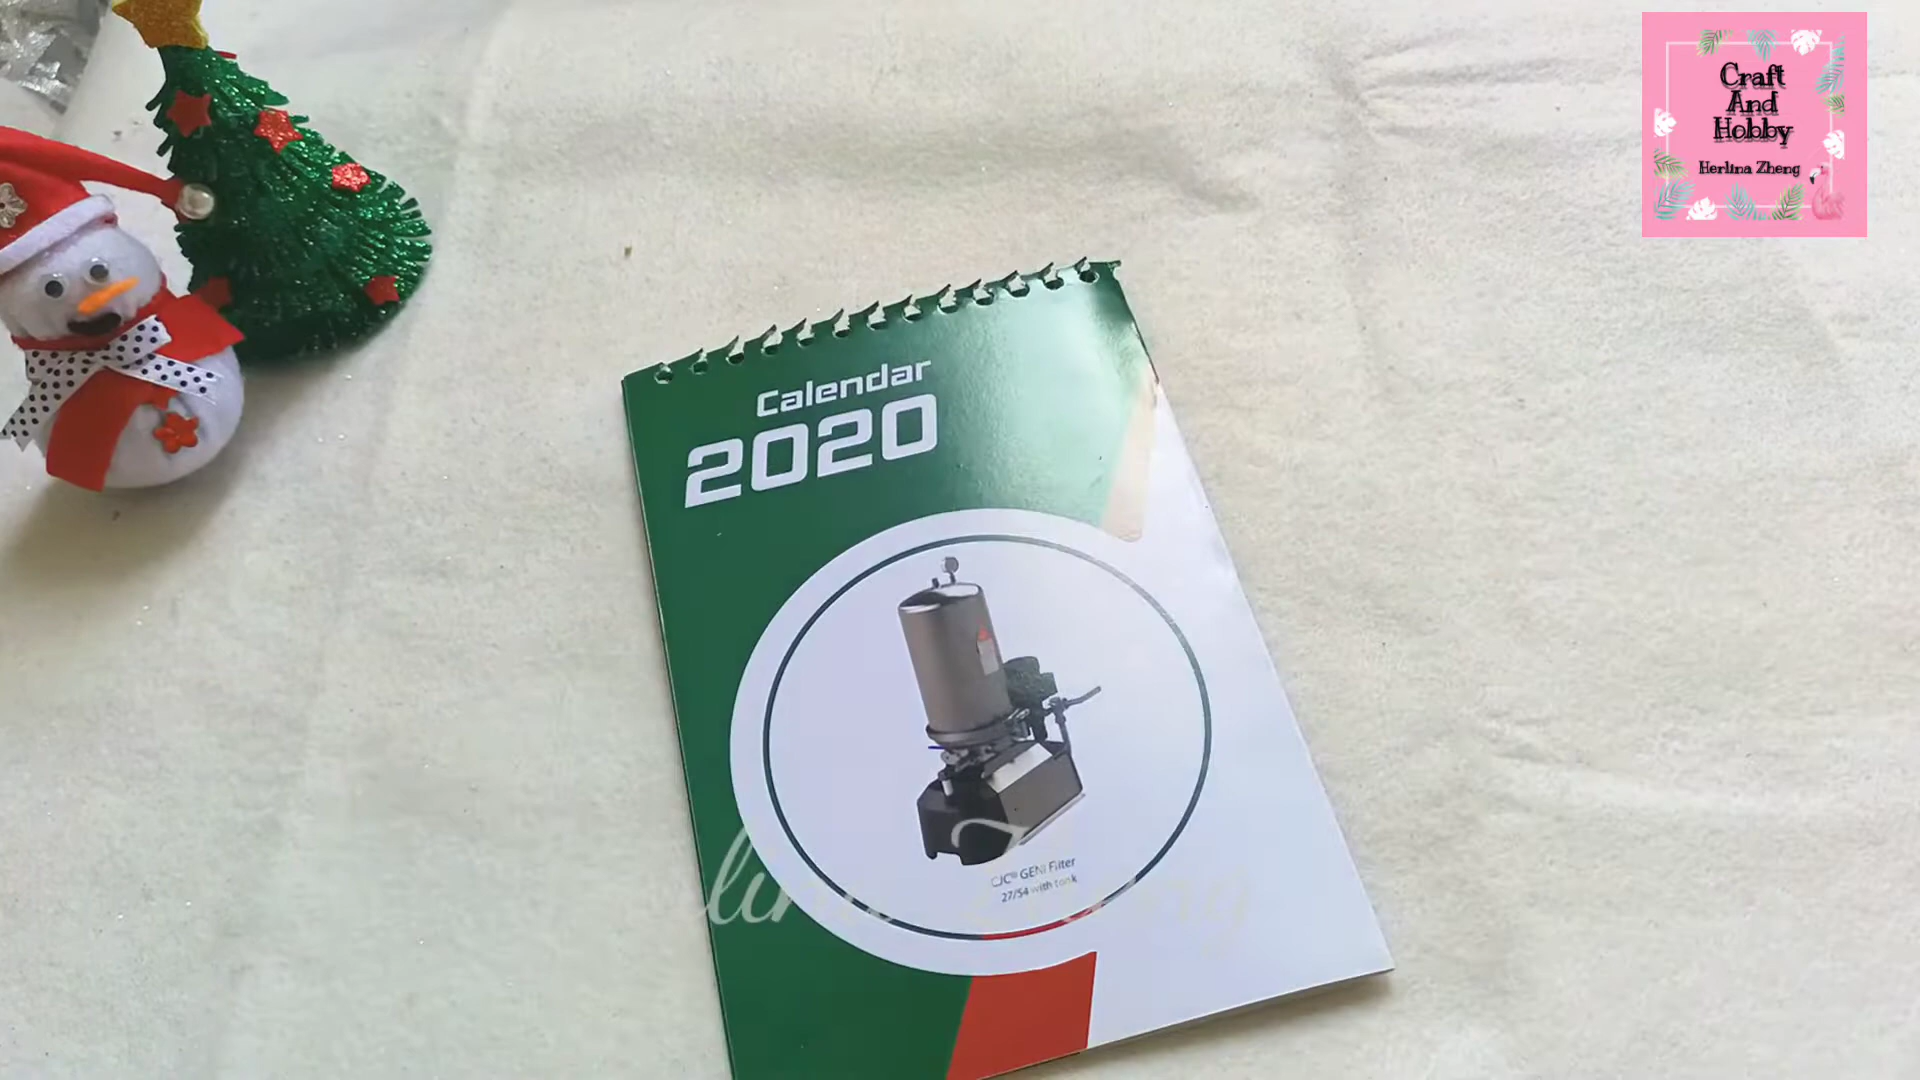 Craft
And
Hobby
Herlina Zheng
Calendar
2020
CJC® GENI Filter
27/54 with tank